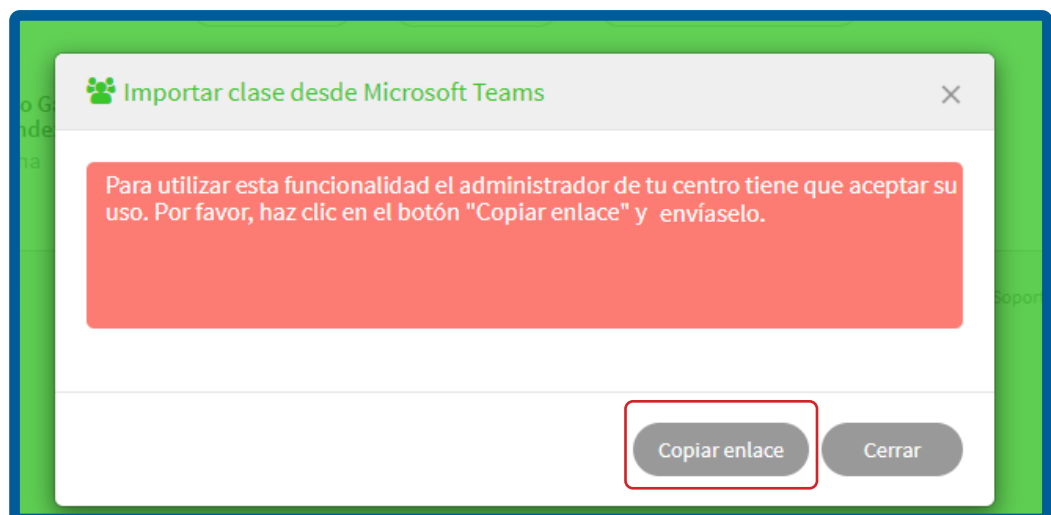 Importar clase desde Microsoft Teams
Para utilizar esta funcionalidad el administrador de tu centro tiene que aceptar su
uso. Por favor, haz clic en el botón "Copiar enlace" y envíaselo.
Copiar enlace
Cerrar